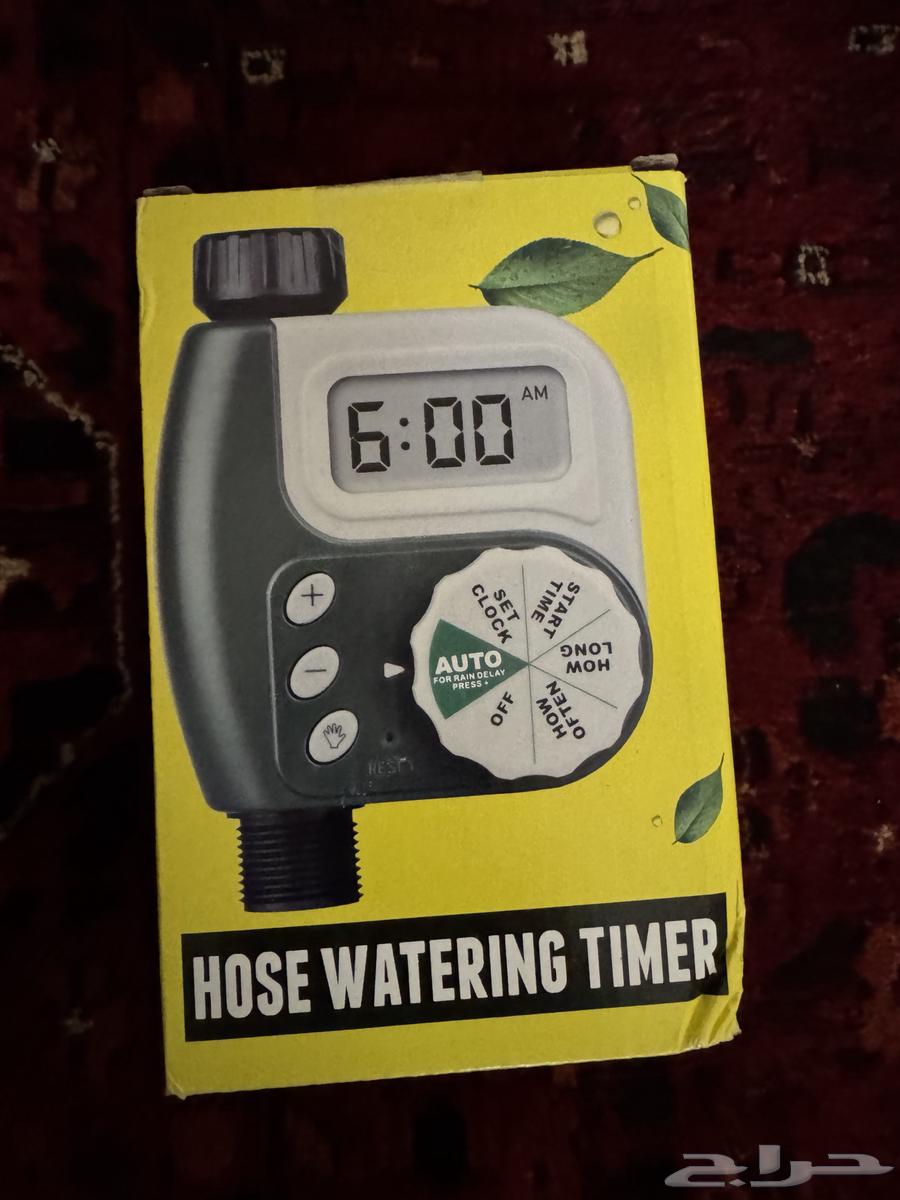 6:00 AM
+
SET
CLOCK
START
TIME
HOW
LONG
AUTO
FOR RAIN DELAY
PRESS +
-
OFF
HOW
OFTEN
HOSE WATERING TIMER
حراج